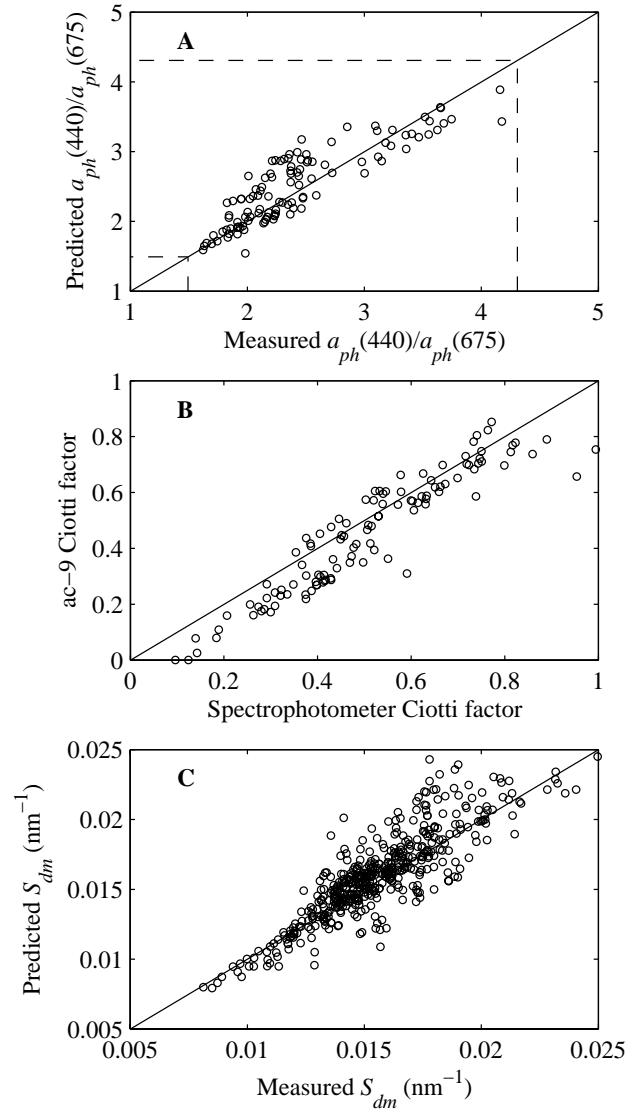 A
5
4
3
2
1
1 2 3 4 5
Predicted a_ph(440)/a_ph(675)
Measured a_ph(440)/a_ph(675)
B
1
0.8
0.6
0.4
0.2
0
0 0.2 0.4 0.6 0.8 1
ac−9 Ciotti factor
Spectrophotometer Ciotti factor
C
0.025
0.02
0.015
0.01
0.005
0.005 0.01 0.015 0.02 0.025
Predicted S_dm (nm⁻¹)
Measured S_dm (nm⁻¹)